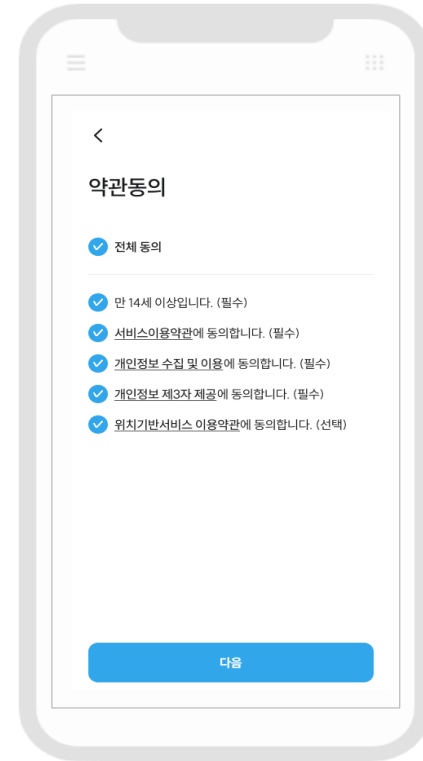 약관동의
전체 동의
만 14세 이상입니다. (필수)
서비스이용약관에 동의합니다. (필수)
개인정보 수집 및 이용에 동의합니다. (필수)
개인정보 제3자 제공에 동의합니다. (필수)
위치기반서비스 이용약관에 동의합니다. (선택)
다음